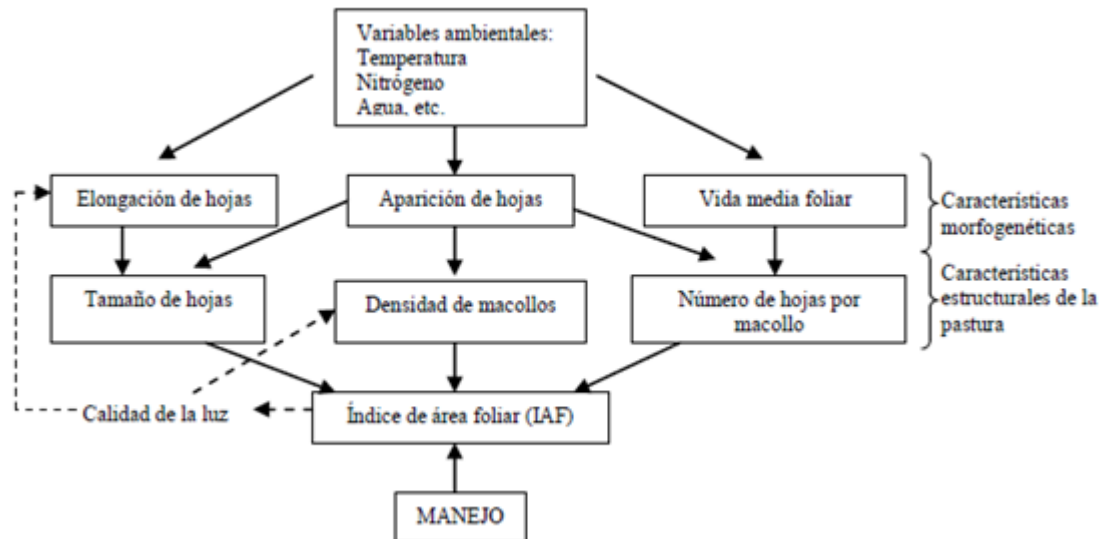 Variables ambientales:
Temperatura
Nitrógeno
Agua, etc.
Elongación de hojas
Aparición de hojas
Vida media foliar
Características
morfogenéticas
Tamaño de hojas
Densidad de macollos
Número de hojas por
macollo
Características
estructurales de la
pastura
Calidad de la luz
Índice de área foliar (IAF)
MANEJO